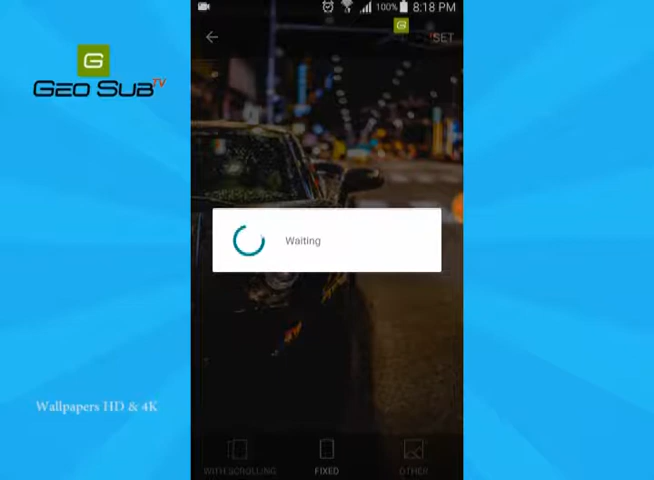 G
GEO SUB TV
100% 8:18 PM
G
SET
Waiting
Wallpapers HD & 4K
WITH SCROLLING
FIXED
OTHER